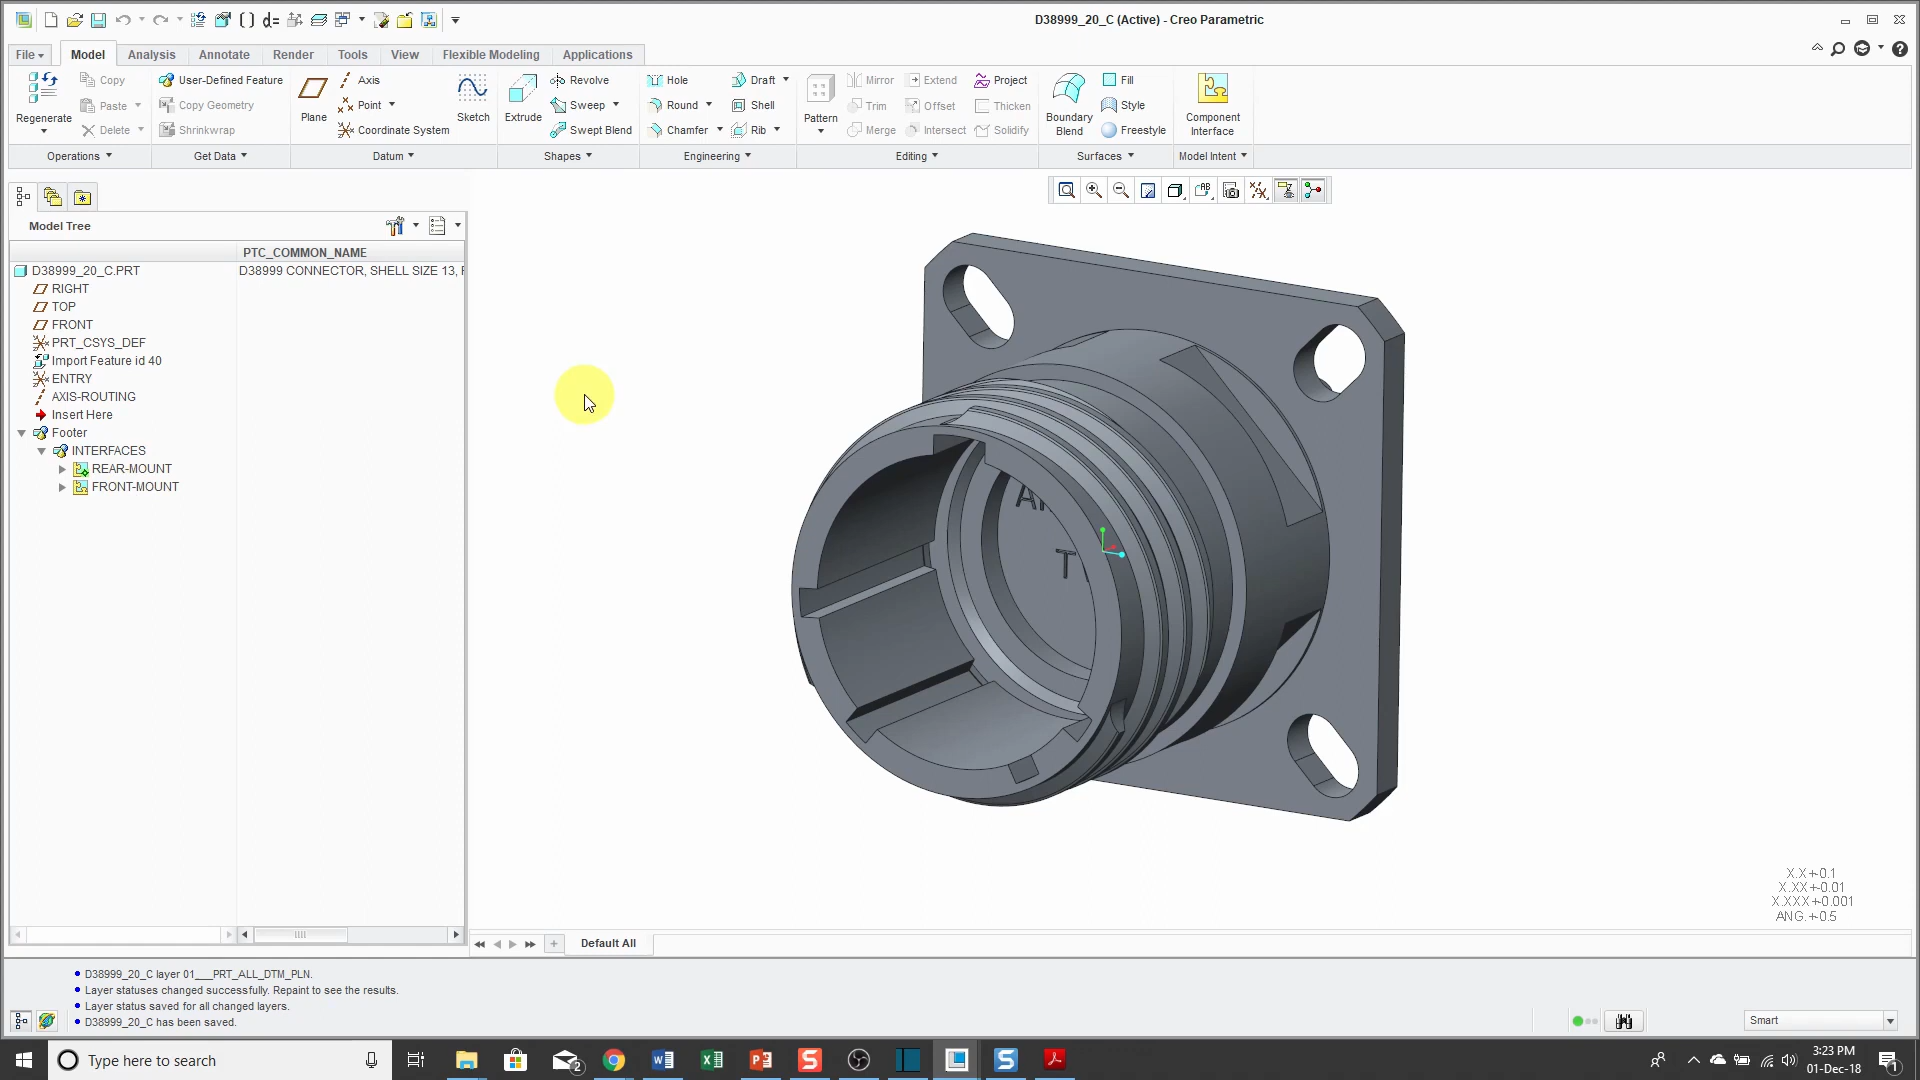 D38999_20_C (Active) - Creo Parametric
File
Model
Analysis
Annotate
Render
Tools
View
Flexible Modeling
Applications
Regenerate
Copy
Paste
Delete
User-Defined Feature
Copy Geometry
Shrinkwrap
Plane
Axis
Point
Coordinate System
Sketch
Extrude
Revolve
Sweep
Swept Blend
Hole
Round
Chamfer
Draft
Shell
Rib
Pattern
Mirror
Trim
Merge
Extend
Offset
Intersect
Project
Thicken
Solidify
Boundary
Blend
Fill
Style
Freestyle
Component
Interface
Operations
Get Data
Datum
Shapes
Engineering
Editing
Surfaces
Model Intent
Model Tree
PTC_COMMON_NAME
D38999_20_C.PRT
D38999 CONNECTOR, SHELL SIZE 13, F
RIGHT
TOP
FRONT
PRT_CSYS_DEF
Import Feature id 40
ENTRY
AXIS-ROUTING
Insert Here
Footer
INTERFACES
REAR-MOUNT
FRONT-MOUNT
T
X.X+-0.1
X.XX+-0.01
X.XXX+-0.001
ANG.+-0.5
Default All
D38999_20_C layer 01___PRT_ALL_DTM_PLN.
Layer statuses changed successfully. Repaint to see the results.
Layer status saved for all changed layers.
D38999_20_C has been saved.
Smart
Type here to search
2
3:23 PM
01-Dec-18
1